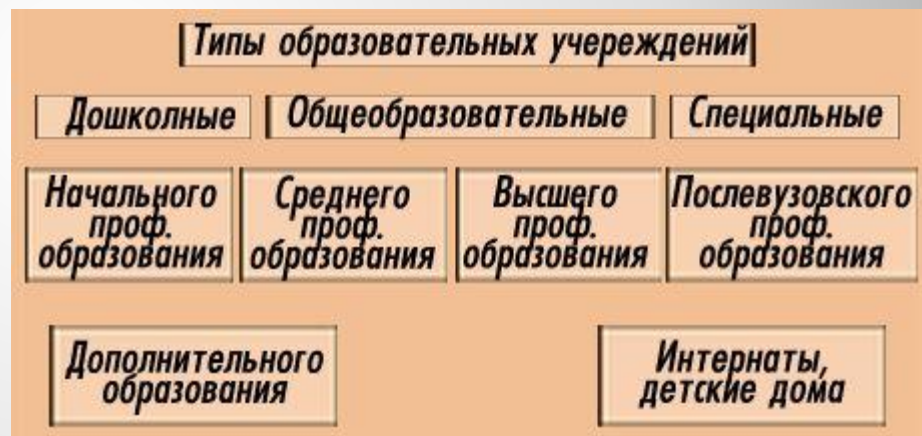 Типы образовательных учереждений
Дошколные
Общеобразовательные
Специальные
Начального
проф.
образования
Среднего
проф.
образования
Высшего
проф.
образования
Послевузовского
проф.
образования
Дополнительного
образования
Интернаты,
детские дома